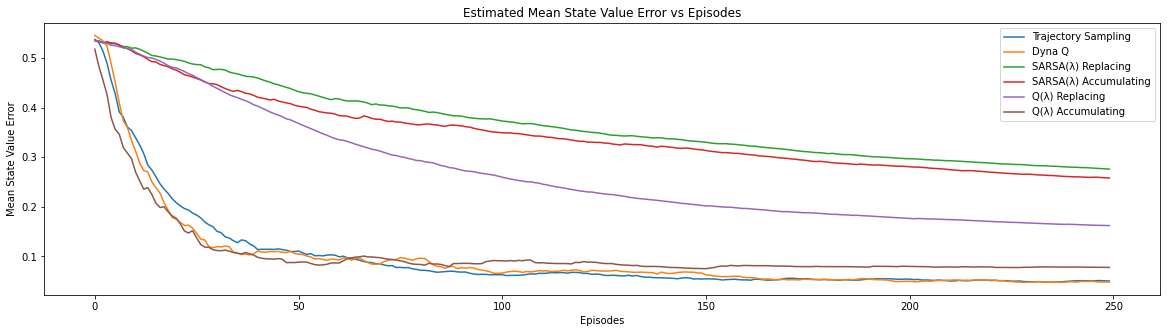 Estimated Mean State Value Error vs Episodes
Mean State Value Error
0.5
0.4
0.3
0.2
0.1
Trajectory Sampling
Dyna Q
SARSA(λ) Replacing
SARSA(λ) Accumulating
Q(λ) Replacing
Q(λ) Accumulating
0 50 100 150 200 250
Episodes